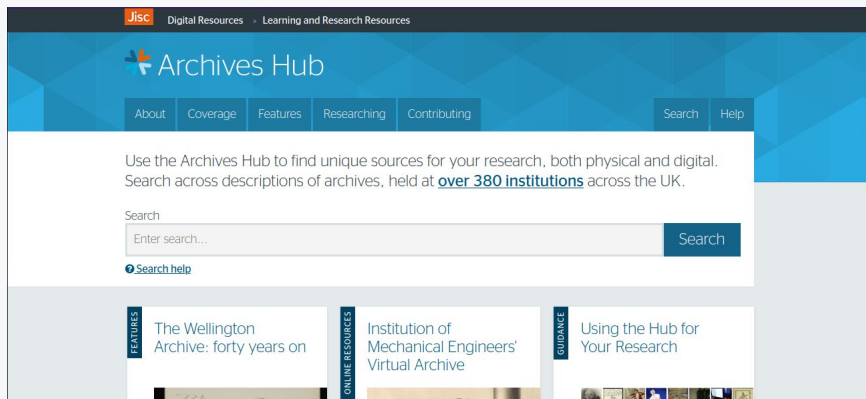 Jisc Digital Resources » Learning and Research Resources
Archives Hub
About Coverage Features Researching Contributing Search Help
Use the Archives Hub to find unique sources for your research, both physical and digital.
Search across descriptions of archives, held at over 380 institutions across the UK.
Search
Enter search... Search
Search help
FEATURES
The Wellington
Archive: forty years on
ONLINE RESOURCES
Institution of
Mechanical Engineers'
Virtual Archive
GUIDANCE
Using the Hub for
Your Research